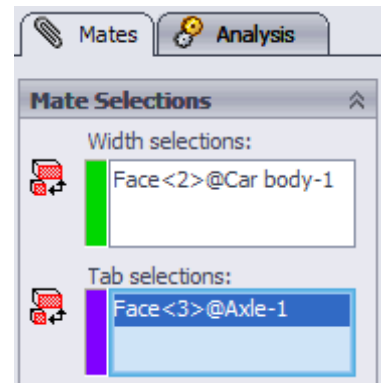 Mates Analysis
Mate Selections
Width selections:
Face<2>@Car body-1
Tab selections:
Face<3>@Axle-1